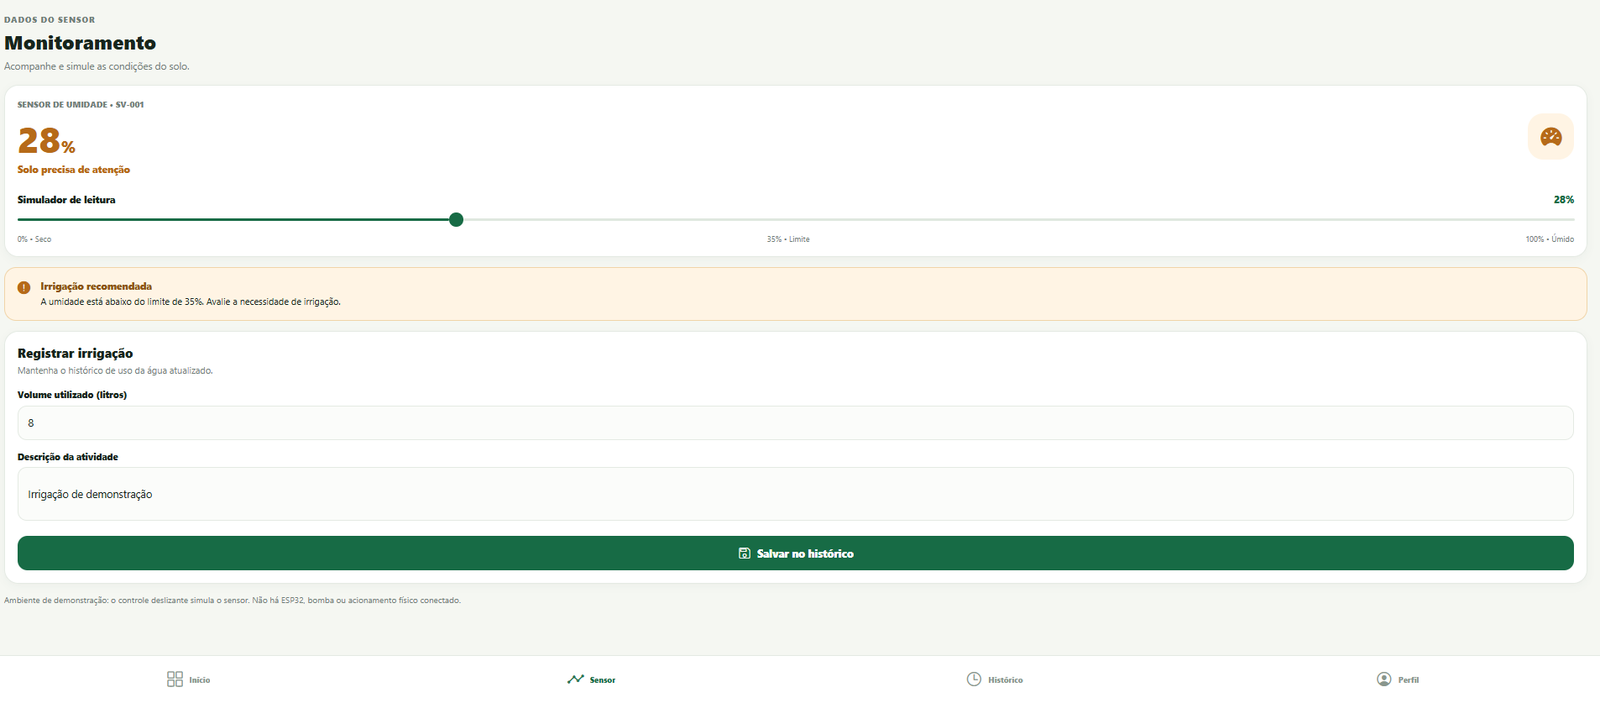 DADOS DO SENSOR
Monitoramento
Acompanhe e simule as condições do solo.
SENSOR DE UMIDADE • SV-001
28%
Solo precisa de atenção
Simulador de leitura 28%
0% • Seco 35% • Limite 100% • Úmido
Irrigação recomendada
A umidade está abaixo do limite de 35%. Avalie a necessidade de irrigação.
Registrar irrigação
Mantenha o histórico de uso da água atualizado.
Volume utilizado (litros)
8
Descrição da atividade
Irrigação de demonstração
Salvar no histórico
Ambiente de demonstração: o controle deslizante simula o sensor. Não há ESP32, bomba ou acionamento físico conectado.
Início Sensor Histórico Perfil